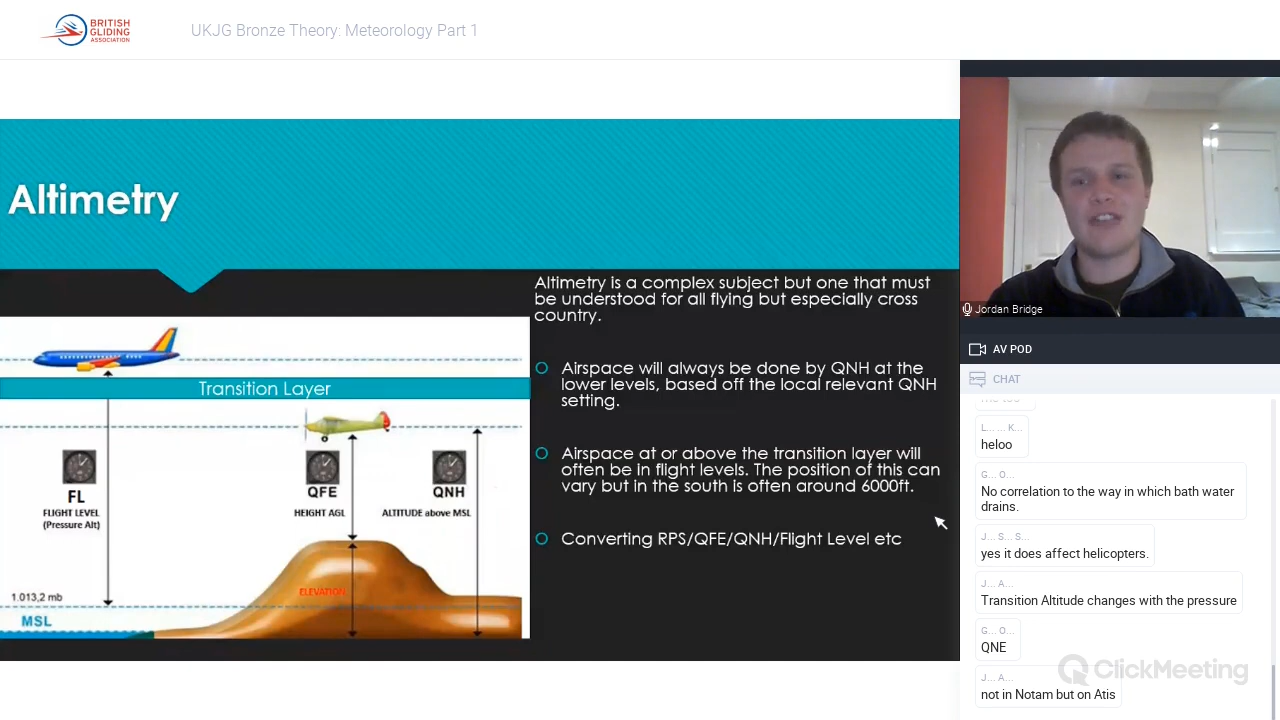 BRITISH
GLIDING
ASSOCIATION
UKJG Bronze Theory: Meteorology Part 1
Altimetry
Altimetry is a complex subject but one that must
be understood for all flying but especially cross
country.
Airspace will always be done by QNH at the
lower levels, based off the local relevant QNH
setting.
Airspace at or above the transition layer will
often be in flight levels. The position of this can
vary but in the south is often around 6000ft.
Converting RPS/QFE/QNH/Flight Level etc
Transition Layer
FL
FLIGHT LEVEL
(Pressure Alt)
QFE
HEIGHT AGL
QNH
ALTITUDE above MSL
ELEVATION
1.013,2 mb
MSL
Jordan Bridge
AV POD
CHAT
L... ... K...
heloo
G... O...
No correlation to the way in which bath water
drains.
J... S... S...
yes it does affect helicopters.
J... A...
Transition Altitude changes with the pressure
G... O...
QNE
J... A...
not in Notam but on Atis
ClickMeeting